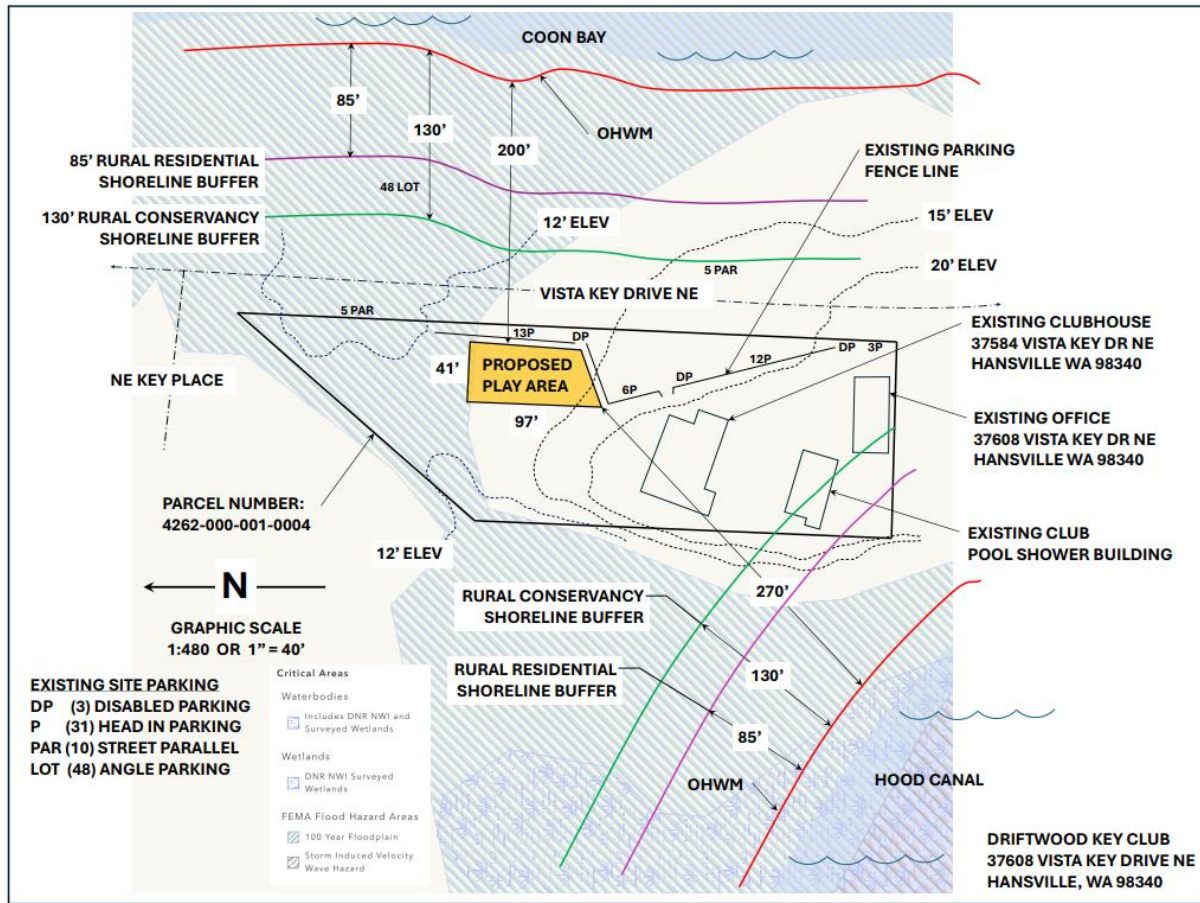 COON BAY
85'
130'
200'
OHWM
EXISTING PARKING
FENCE LINE
85' RURAL RESIDENTIAL
SHORELINE BUFFER
48 LOT
130' RURAL CONSERVANCY
SHORELINE BUFFER
12' ELEV
15' ELEV
20' ELEV
5 PAR
VISTA KEY DRIVE NE
5 PAR
13P
DP
DP
3P
12P
DP
6P
EXISTING CLUBHOUSE
37584 VISTA KEY DR NE
HANSVILLE WA 98340
NE KEY PLACE
41'
PROPOSED
PLAY AREA
97'
EXISTING OFFICE
37608 VISTA KEY DR NE
HANSVILLE WA 98340
PARCEL NUMBER:
4262-000-001-0004
12' ELEV
EXISTING CLUB
POOL SHOWER BUILDING
N
GRAPHIC SCALE
1:480 OR 1" = 40'
270'
RURAL CONSERVANCY
SHORELINE BUFFER
130'
RURAL RESIDENTIAL
SHORELINE BUFFER
85'
OHWM
HOOD CANAL
EXISTING SITE PARKING
DP (3) DISABLED PARKING
P (31) HEAD IN PARKING
PAR (10) STREET PARALLEL
LOT (48) ANGLE PARKING
Critical Areas
Waterbodies
Includes DNR NWI and
Surveyed Wetlands
Wetlands
DNR NWI Surveyed
Wetlands
FEMA Flood Hazard Areas
100 Year Floodplain
Storm Induced Velocity
Wave Hazard
DRIFTWOOD KEY CLUB
37608 VISTA KEY DRIVE NE
HANSVILLE, WA 98340